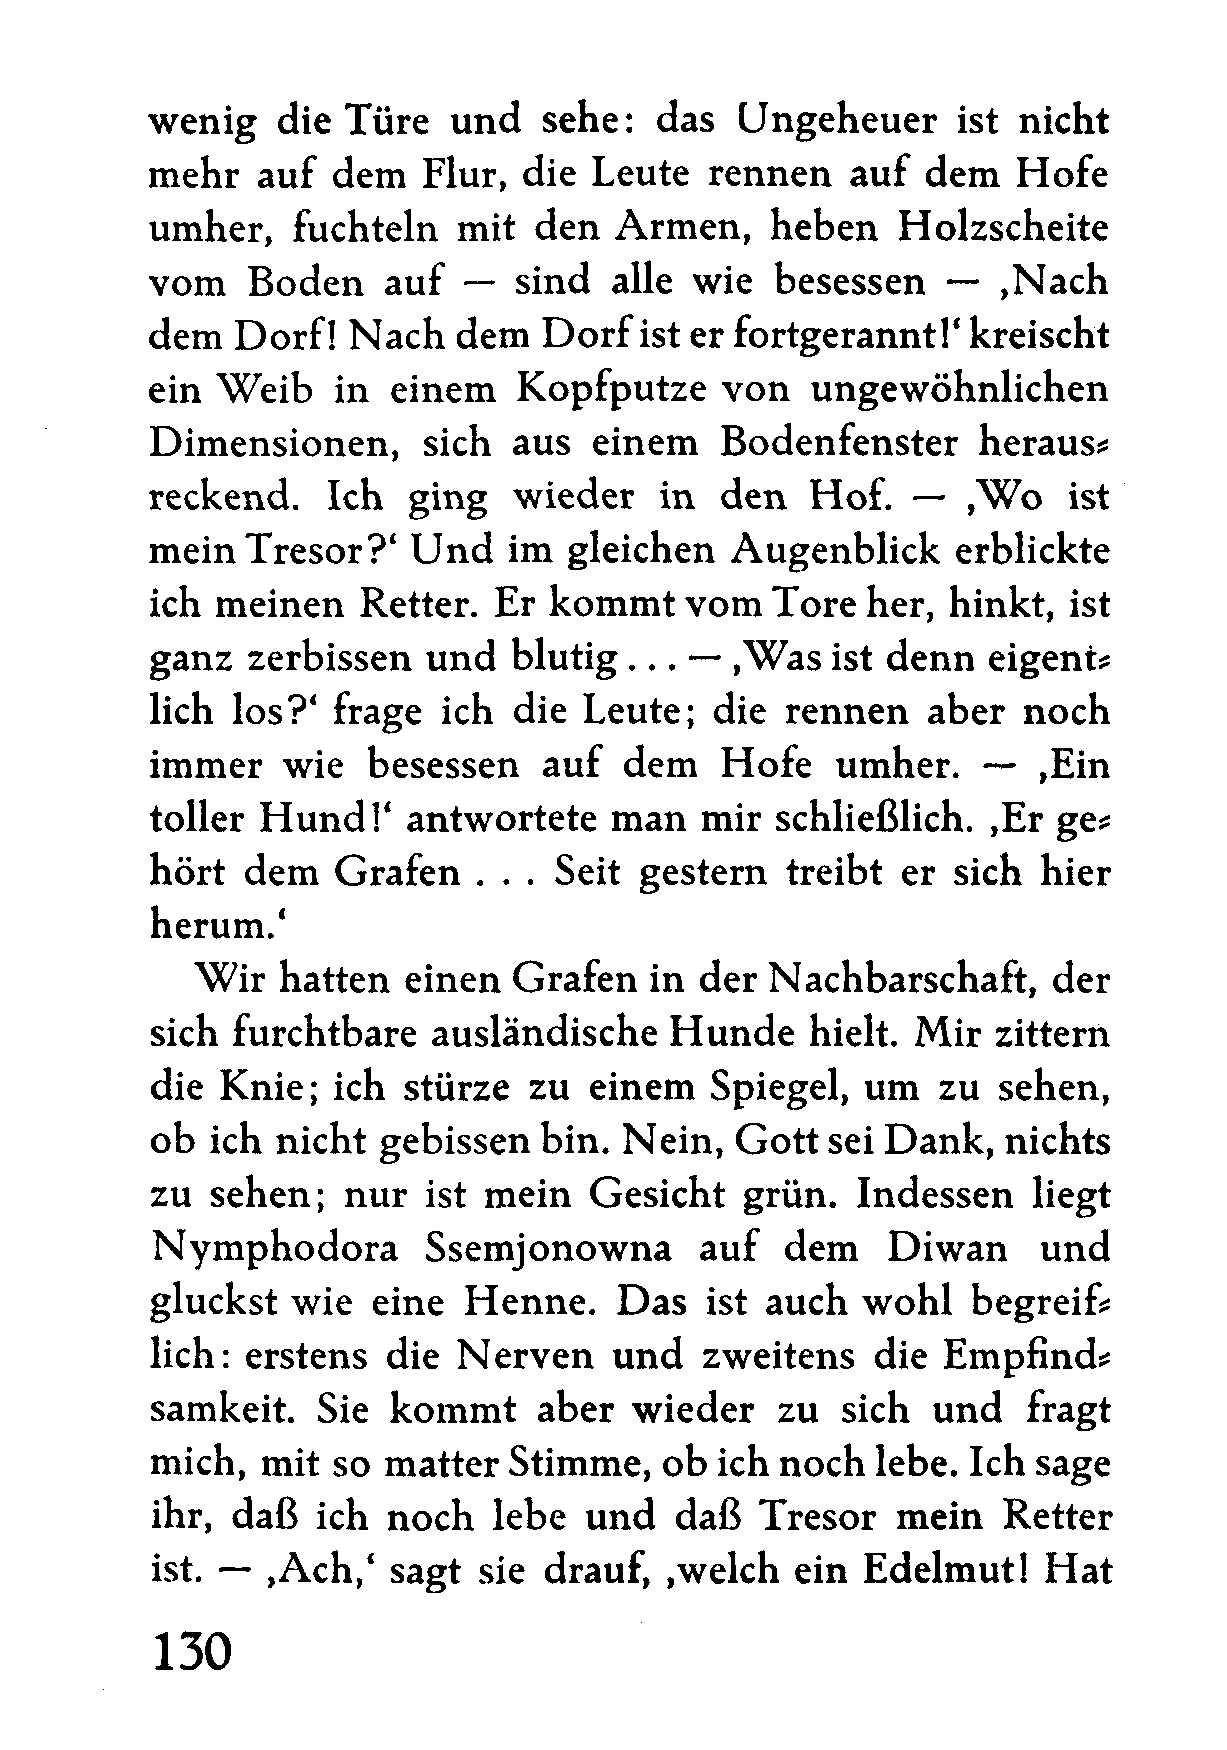 wenig die Türe und sehe: das Ungeheuer ist nicht
mehr auf dem Flur, die Leute rennen auf dem Hofe
umher, fuchteln mit den Armen, heben Holzscheite
vom Boden auf — sind alle wie besessen — ‚Nach
dem Dorf! Nach dem Dorf ist er fortgerannt!‘ kreischt
ein Weib in einem Kopfputze von ungewöhnlichen
Dimensionen, sich aus einem Bodenfenster heraus⸗
reckend. Ich ging wieder in den Hof. — ‚Wo ist
mein Tresor?‘ Und im gleichen Augenblick erblickte
ich meinen Retter. Er kommt vom Tore her, hinkt, ist
ganz zerbissen und blutig . . . — ‚Was ist denn eigent⸗
lich los?‘ frage ich die Leute; die rennen aber noch
immer wie besessen auf dem Hofe umher. — ‚Ein
toller Hund!‘ antwortete man mir schließlich. ‚Er ge⸗
hört dem Grafen . . . Seit gestern treibt er sich hier
herum.‘
Wir hatten einen Grafen in der Nachbarschaft, der
sich furchtbare ausländische Hunde hielt. Mir zittern
die Knie; ich stürze zu einem Spiegel, um zu sehen,
ob ich nicht gebissen bin. Nein, Gott sei Dank, nichts
zu sehen; nur ist mein Gesicht grün. Indessen liegt
Nymphodora Ssemjonowna auf dem Diwan und
gluckst wie eine Henne. Das ist auch wohl begreif⸗
lich: erstens die Nerven und zweitens die Empfind⸗
samkeit. Sie kommt aber wieder zu sich und fragt
mich, mit so matter Stimme, ob ich noch lebe. Ich sage
ihr, daß ich noch lebe und daß Tresor mein Retter
ist. — ‚Ach,‘ sagt sie drauf, ‚welch ein Edelmut! Hat
130